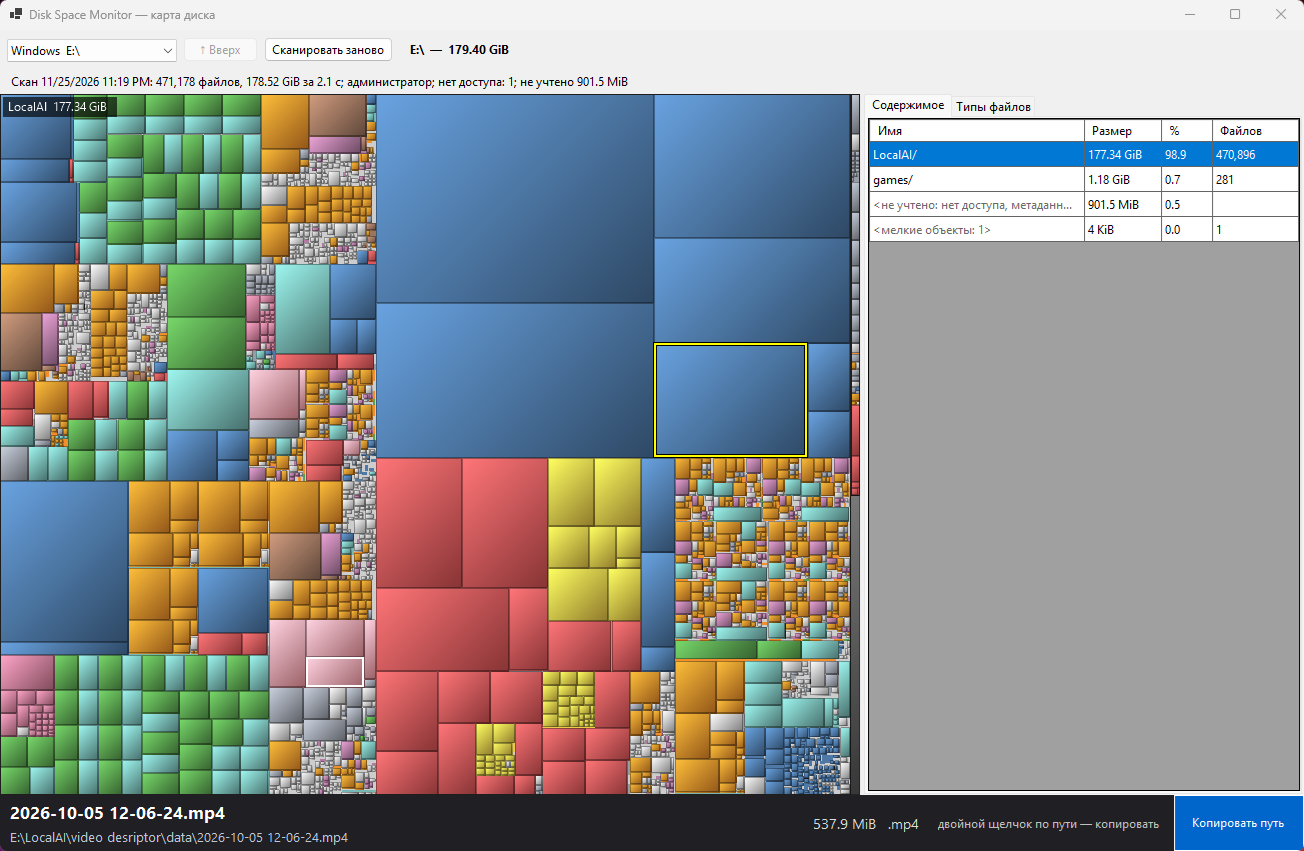 Disk Space Monitor — карта диска
Windows E:\ ↑ Вверх Сканировать заново E:\ — 179.40 GiB
Скан 11/25/2026 11:19 PM: 471,178 файлов, 178.52 GiB за 2.1 с; администратор; нет доступа: 1; не учтено 901.5 MiB
LocalAI 177.34 GiB
Содержимое Типы файлов
Имя Размер % Файлов
LocalAI/ 177.34 GiB 98.9 470,896
games/ 1.18 GiB 0.7 281
<не учтено: нет доступа, метаданн... 901.5 MiB 0.5
<мелкие объекты: 1> 4 KiB 0.0 1
2026-10-05 12-06-24.mp4
E:\LocalAI\video desriptor\data\2026-10-05 12-06-24.mp4
537.9 MiB .mp4 двойной щелчок по пути — копировать
Копировать путь